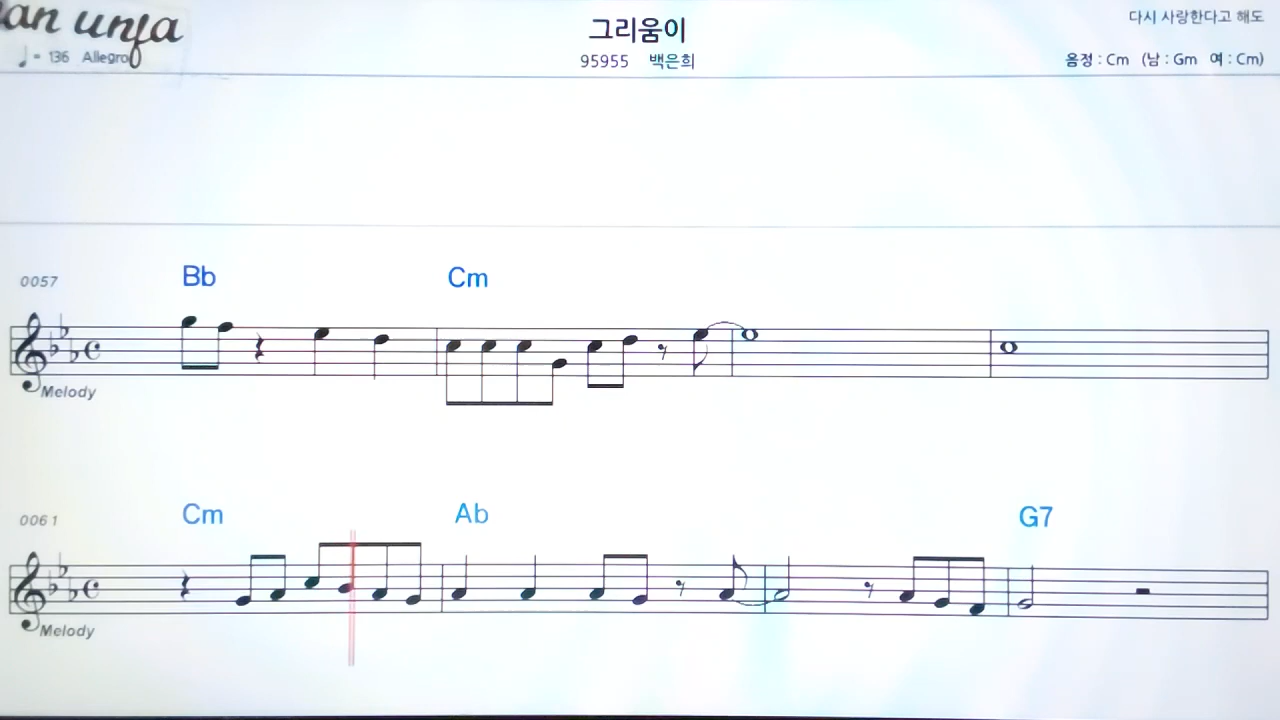 an unfa
♩= 136 Allegro
그리움이
95955 백은희
다시 사랑한다고 해도
음정 : Cm (남 : Gm 여 : Cm)
0057 Bb Cm
Melody
0061 Cm Ab G7
Melody